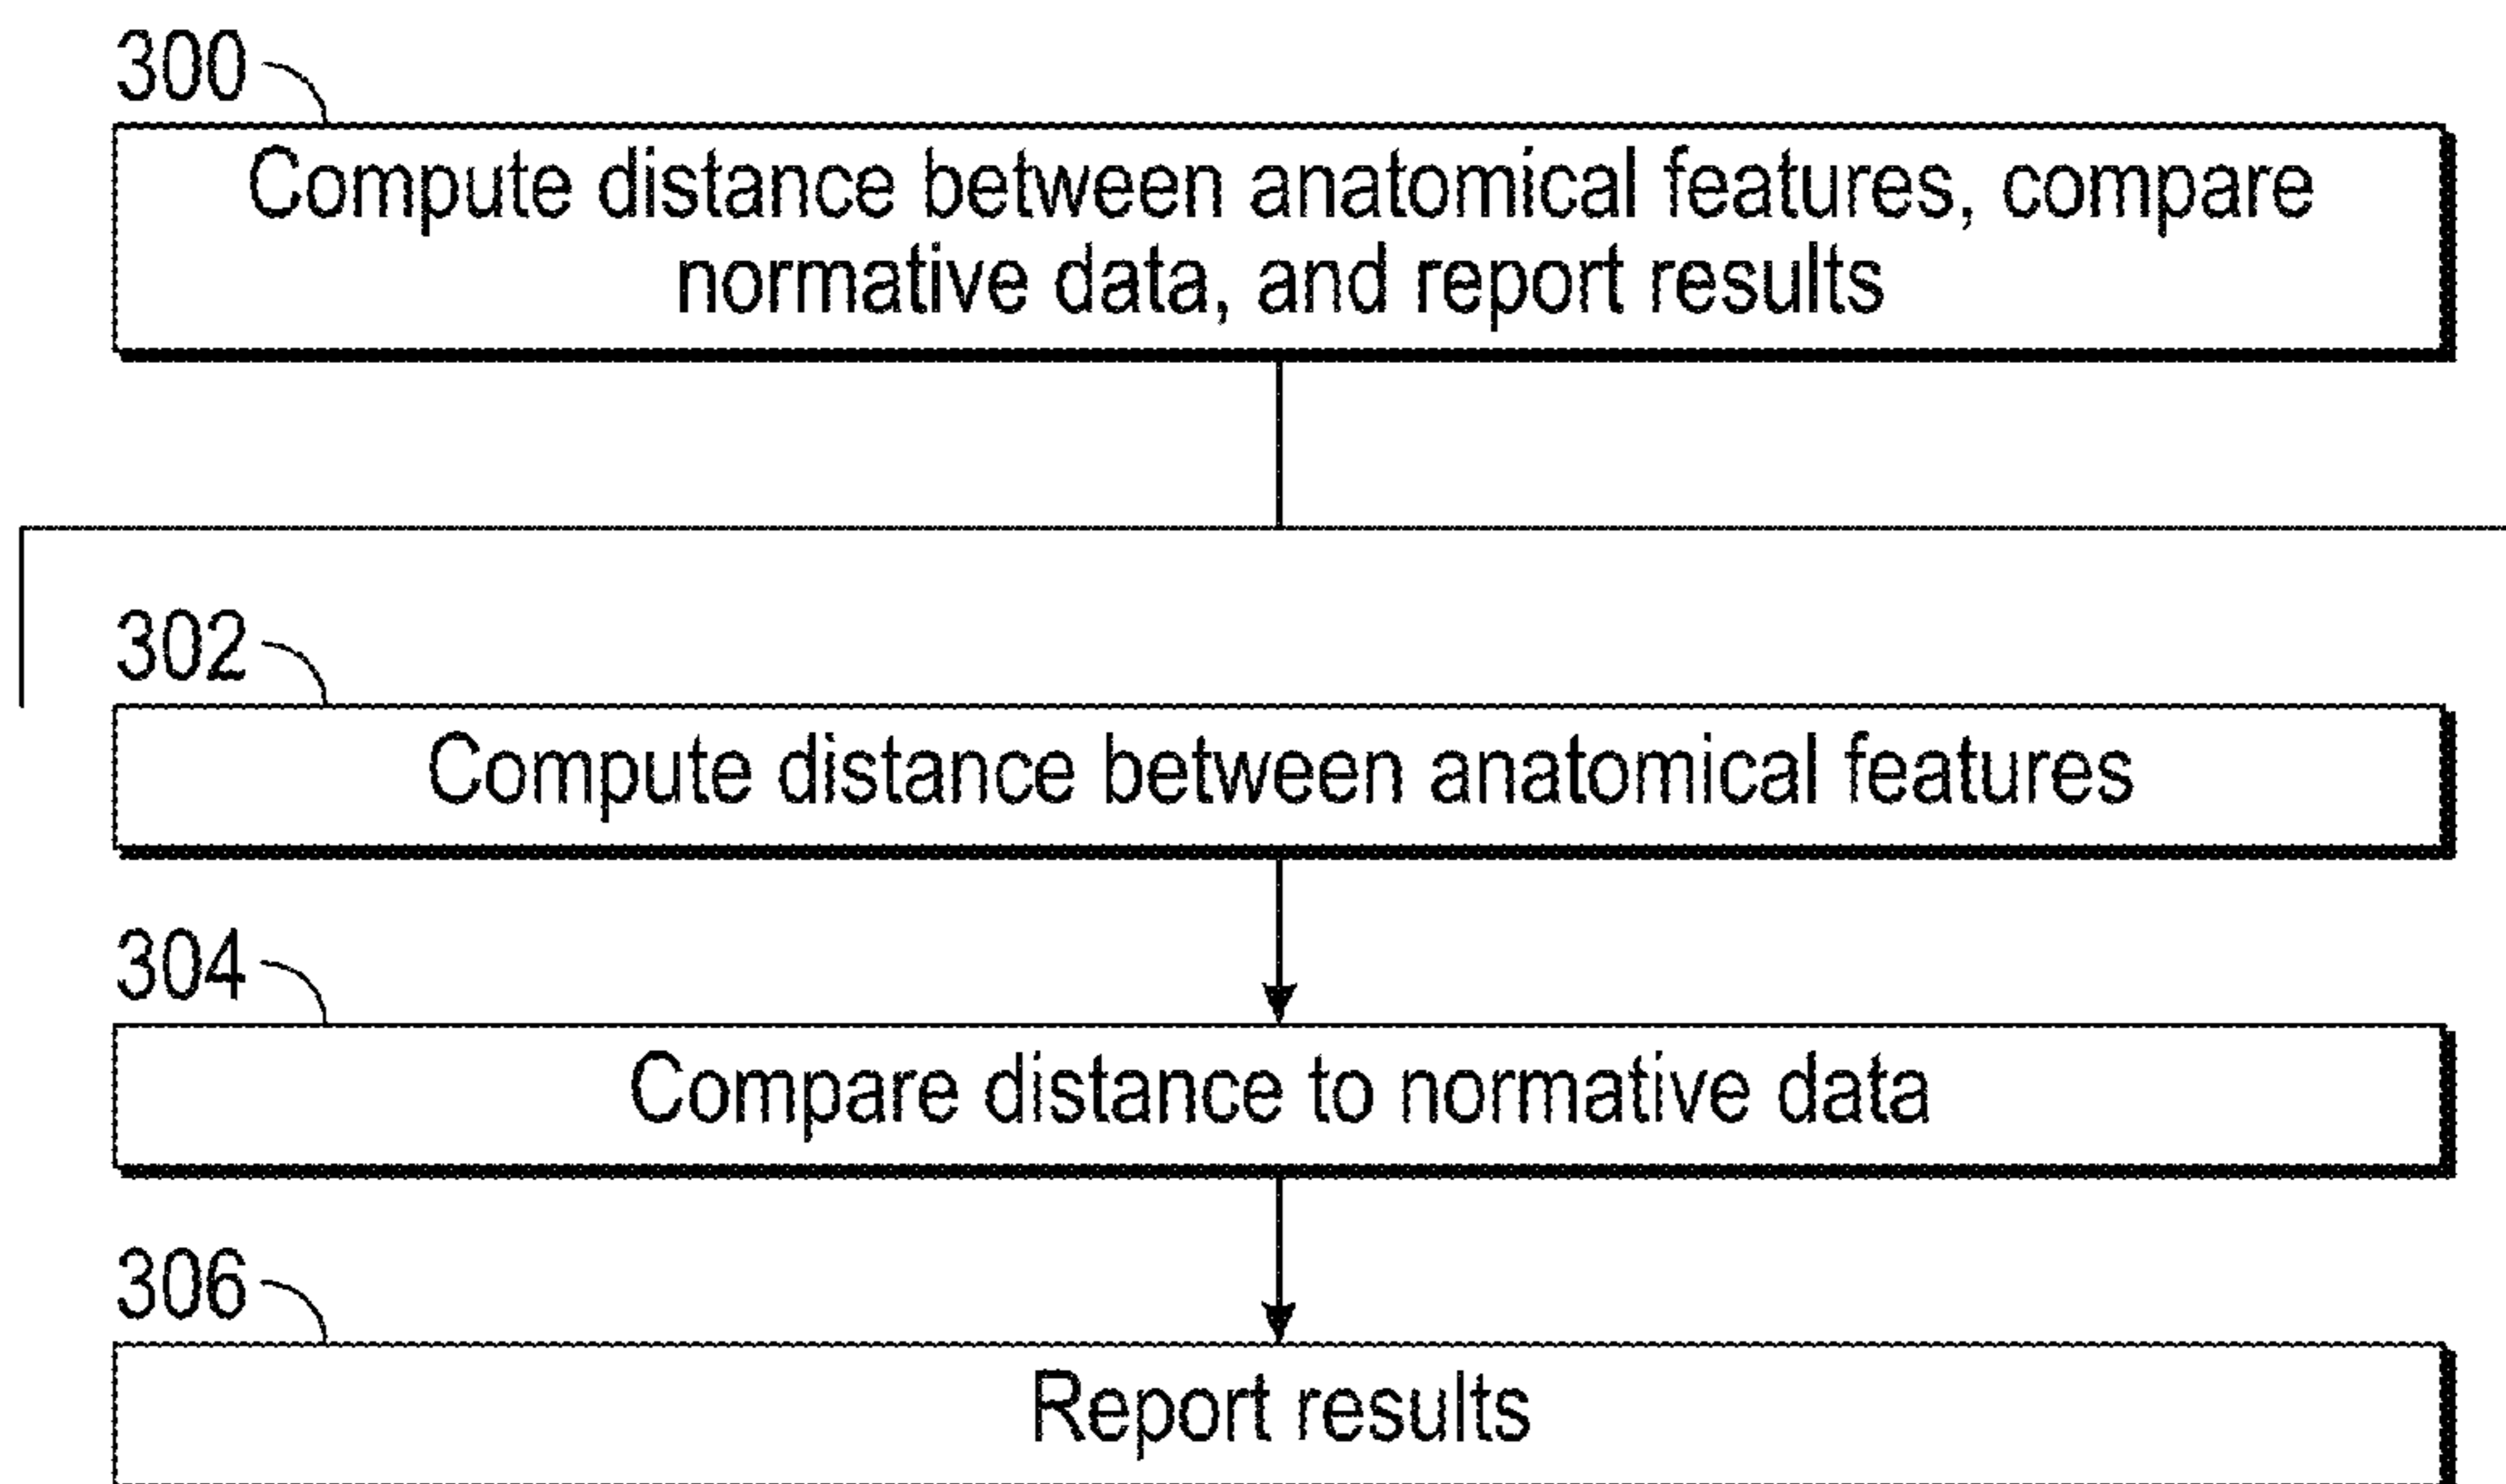 300
Compute distance between anatomical features, compare
normative data, and report results
302
Compute distance between anatomical features
304
Compare distance to normative data
306
Report results